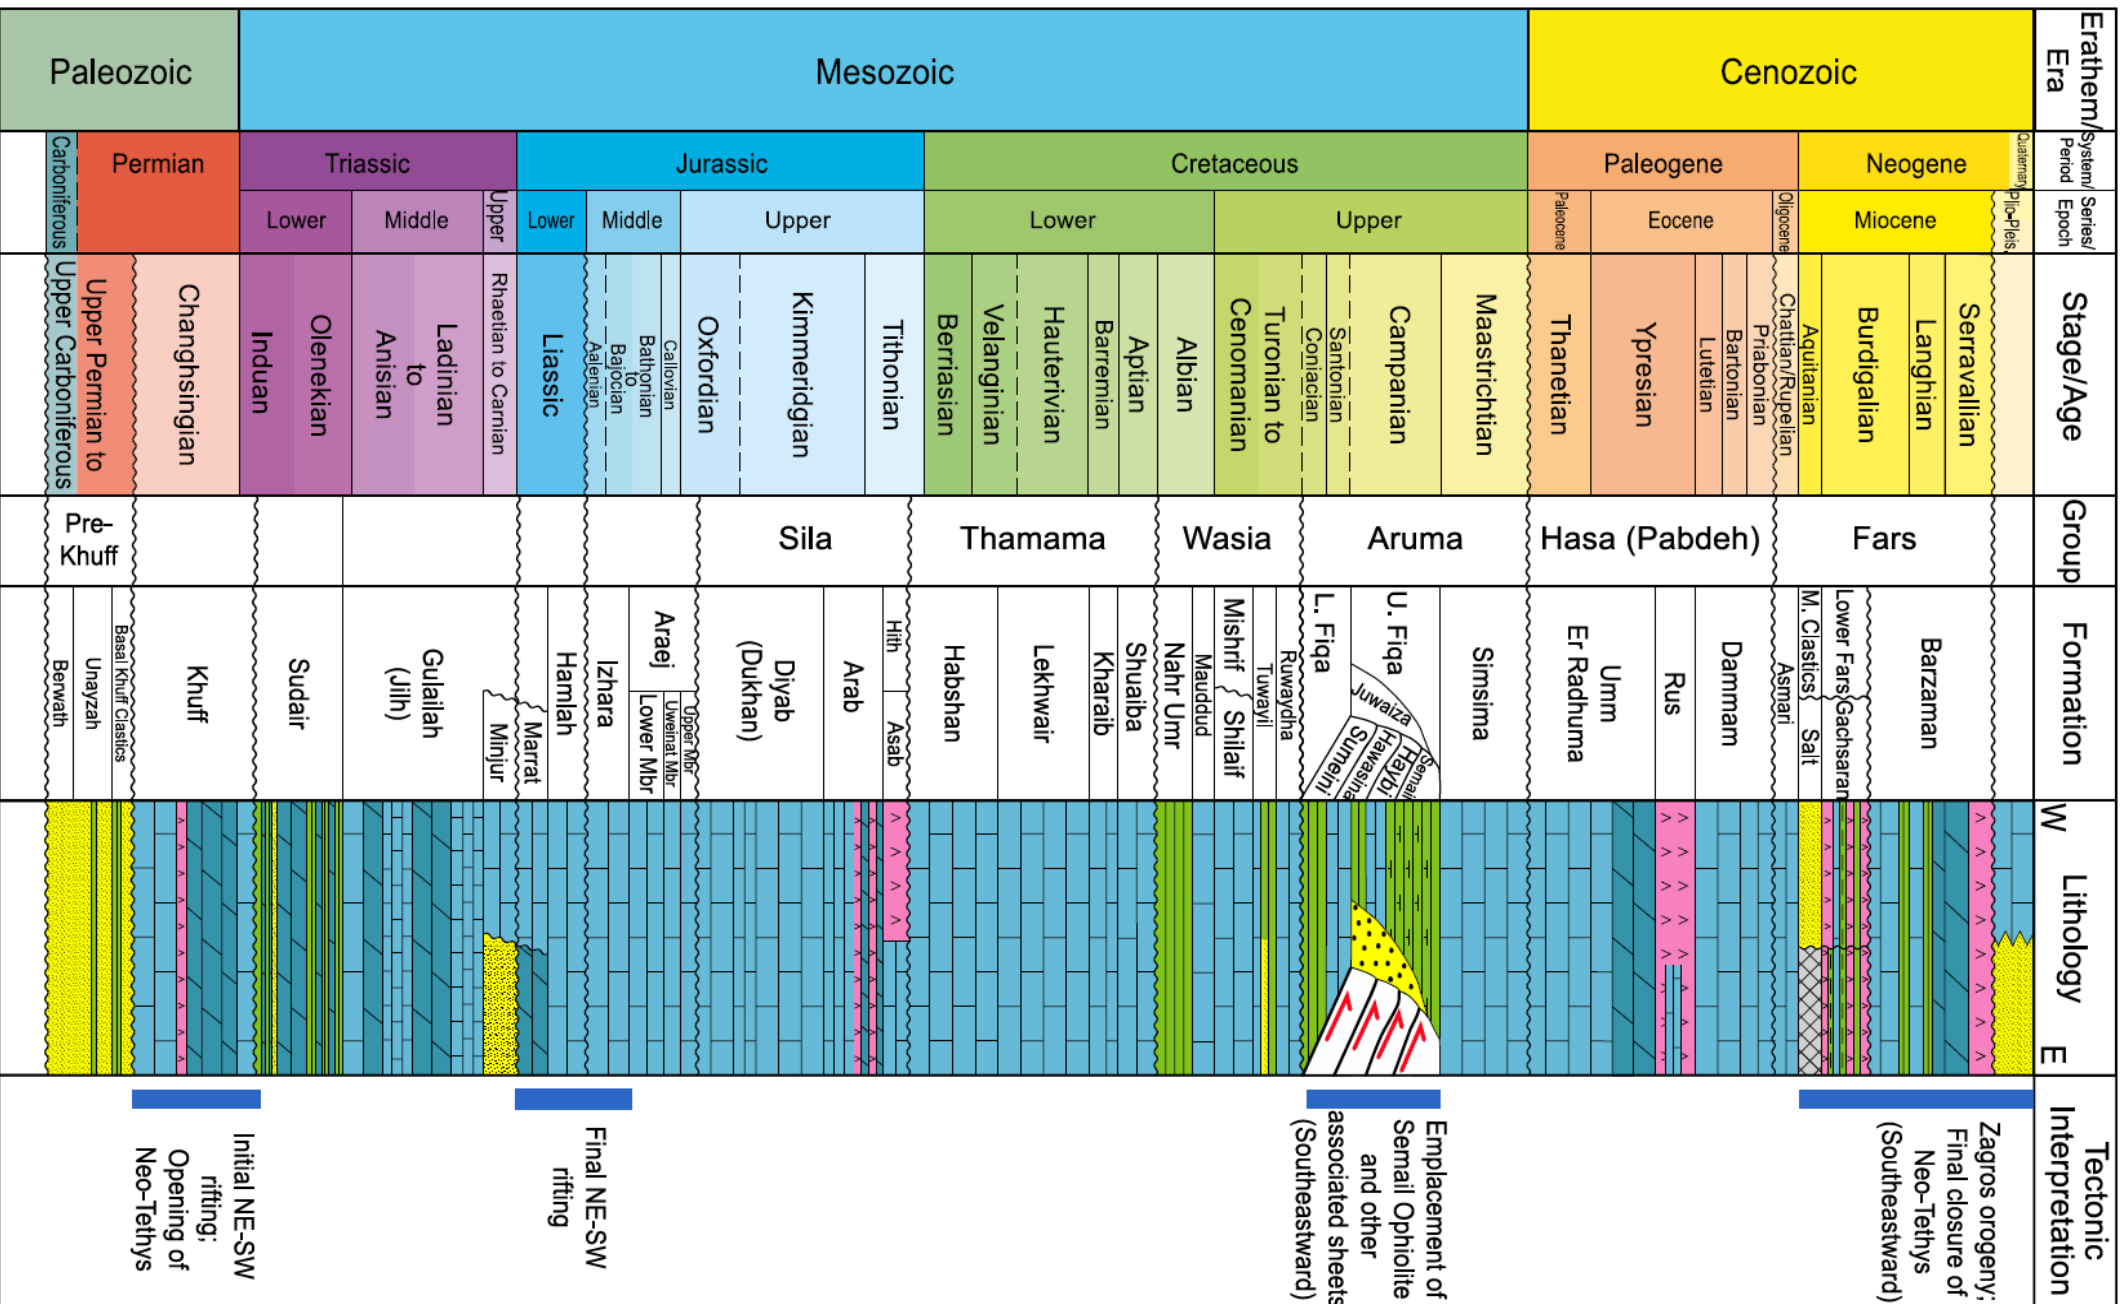 Paleozoic
Mesozoic
Cenozoic
Erathem/
Era
Carboniferous
Permian
Triassic
Jurassic
Cretaceous
Paleogene
Neogene
Quaternary
System/
Period
Lower
Middle
Upper
Lower
Middle
Upper
Lower
Upper
Paleocene
Eocene
Oligocene
Miocene
Plio-Pleis.
Series/
Epoch
Upper Carboniferous
Upper Permian to
Changhsingian
Induan
Olenekian
Ladinian
to
Anisian
Rhaetian to Carnian
Liassic
Aalenian
Bathonian
to
Bajocian
Callovian
Oxfordian
Kimmeridgian
Tithonian
Berriasian
Velanginian
Hauterivian
Barremian
Aptian
Albian
Turonian to
Cenomanian
Coniacian
Santonian
Campanian
Maastrichtian
Thanetian
Ypresian
Lutetian
Bartonian
Priabonian
Chattian/Rupelian
Aquitanian
Burdigalian
Langhian
Serravallian
Stage/Age
Pre-
Khuff
Sila
Thamama
Wasia
Aruma
Hasa (Pabdeh)
Fars
Group
Berwath
Unayzah
Basal Khuff Clastics
Khuff
Sudair
Gulailah
(Jilh)
Minjur
Marrat
Hamlah
Izhara
Araej
Lower Mbr
Uweinat Mbr
Upper Mbr
Diyab
(Dukhan)
Arab
Hith
Asab
Habshan
Lekhwair
Kharaib
Shuaiba
Nahr Umr
Mauddud
Mishrif
Shilaif
Tuwayil
Ruwaydha
L. Fiqa
U. Fiqa
Juwaiza
Sumeini
Hawasina
Haybi
Semail
Simsima
Umm
Er Radhuma
Rus
Dammam
Asmari
M. Clastics
Salt
Lower Fars
Gachsaran
Barzaman
Formation
W
Lithology
E
Initial NE-SW
rifting;
Opening of
Neo-Tethys
Final NE-SW
rifting
Emplacement of
Semail Ophiolite
and other
associated sheets
(Southeastward)
Zagros orogeny;
Final closure of
Neo-Tethys
(Southeastward)
Tectonic
Interpretation